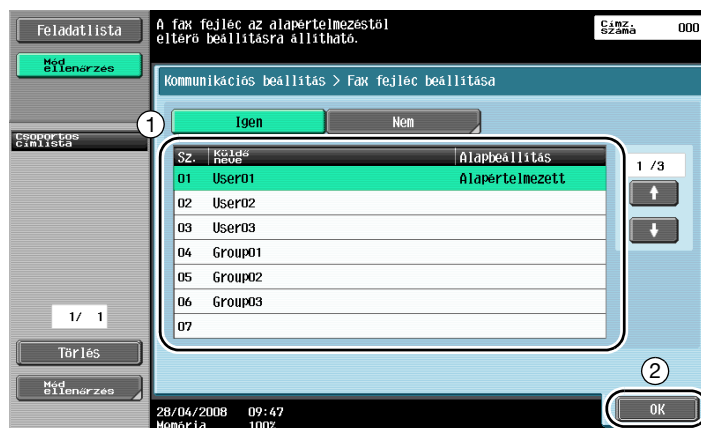 Feladatlista
Mód
ellenőrzés
A fax fejléc az alapértelmezéstől
eltérő beállításra állítható.
Címz.
száma
000
Kommunikációs beállítás > Fax fejléc beállítása
1
Igen
Nem
Csoportos
címlista
Sz.
Küldő
neve
Alapbeállítás
01 User01 Alapértelmezett
02 User02
03 User03
04 Group01
05 Group02
06 Group03
07
1 /3
1/ 1
Törlés
Mód
ellenőrzés
2
OK
28/04/2008 09:47
Memória 100%